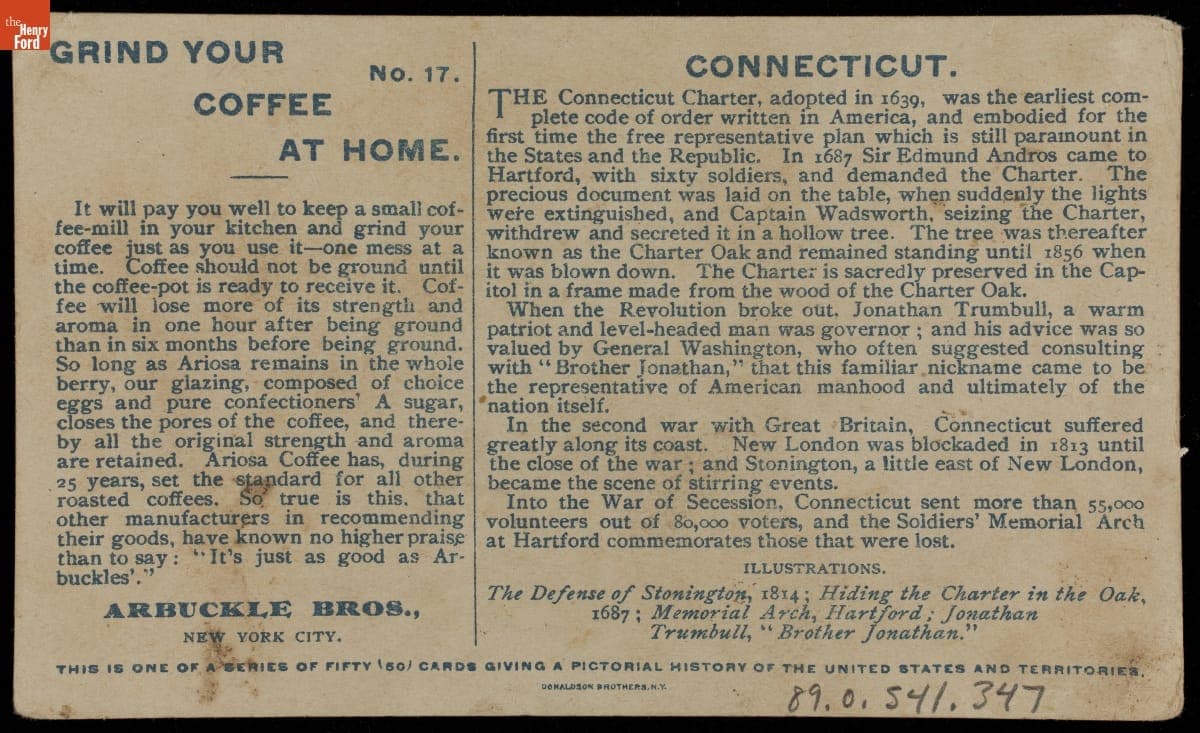 the
Henry
Ford
GRIND YOUR
No. 17.
COFFEE
AT HOME.
It will pay you well to keep a small cof-
fee-mill in your kitchen and grind your
coffee just as you use it—one mess at a
time. Coffee should not be ground until
the coffee-pot is ready to receive it. Cof-
fee will lose more of its strength and
aroma in one hour after being ground
than in six months before being ground.
So long as Ariosa remains in the whole
berry, our glazing, composed of choice
eggs and pure confectioners' A sugar,
closes the pores of the coffee, and there-
by all the original strength and aroma
are retained. Ariosa Coffee has, during
25 years, set the standard for all other
roasted coffees. So true is this, that
other manufacturers in recommending
their goods, have known no higher praise
than to say: "It's just as good as Ar-
buckles'."
ARBUCKLE BROS.,
NEW YORK CITY.
CONNECTICUT.
THE Connecticut Charter, adopted in 1639, was the earliest com-
plete code of order written in America, and embodied for the
first time the free representative plan which is still paramount in
the States and the Republic. In 1687 Sir Edmund Andros came to
Hartford, with sixty soldiers, and demanded the Charter. The
precious document was laid on the table, when suddenly the lights
were extinguished, and Captain Wadsworth, seizing the Charter,
withdrew and secreted it in a hollow tree. The tree was thereafter
known as the Charter Oak and remained standing until 1856 when
it was blown down. The Charter is sacredly preserved in the Cap-
itol in a frame made from the wood of the Charter Oak.
When the Revolution broke out, Jonathan Trumbull, a warm
patriot and level-headed man was governor; and his advice was so
valued by General Washington, who often suggested consulting
with "Brother Jonathan," that this familiar nickname came to be
the representative of American manhood and ultimately of the
nation itself.
In the second war with Great Britain, Connecticut suffered
greatly along its coast. New London was blockaded in 1813 until
the close of the war; and Stonington, a little east of New London,
became the scene of stirring events.
Into the War of Secession, Connecticut sent more than 55,000
volunteers out of 80,000 voters, and the Soldiers' Memorial Arch
at Hartford commemorates those that were lost.
ILLUSTRATIONS.
The Defense of Stonington, 1814; Hiding the Charter in the Oak,
1687; Memorial Arch, Hartford; Jonathan
Trumbull, "Brother Jonathan."
THIS IS ONE OF A SERIES OF FIFTY (50) CARDS GIVING A PICTORIAL HISTORY OF THE UNITED STATES AND TERRITORIES.
DONALDSON BROTHERS, N.Y.
89.0.541.347